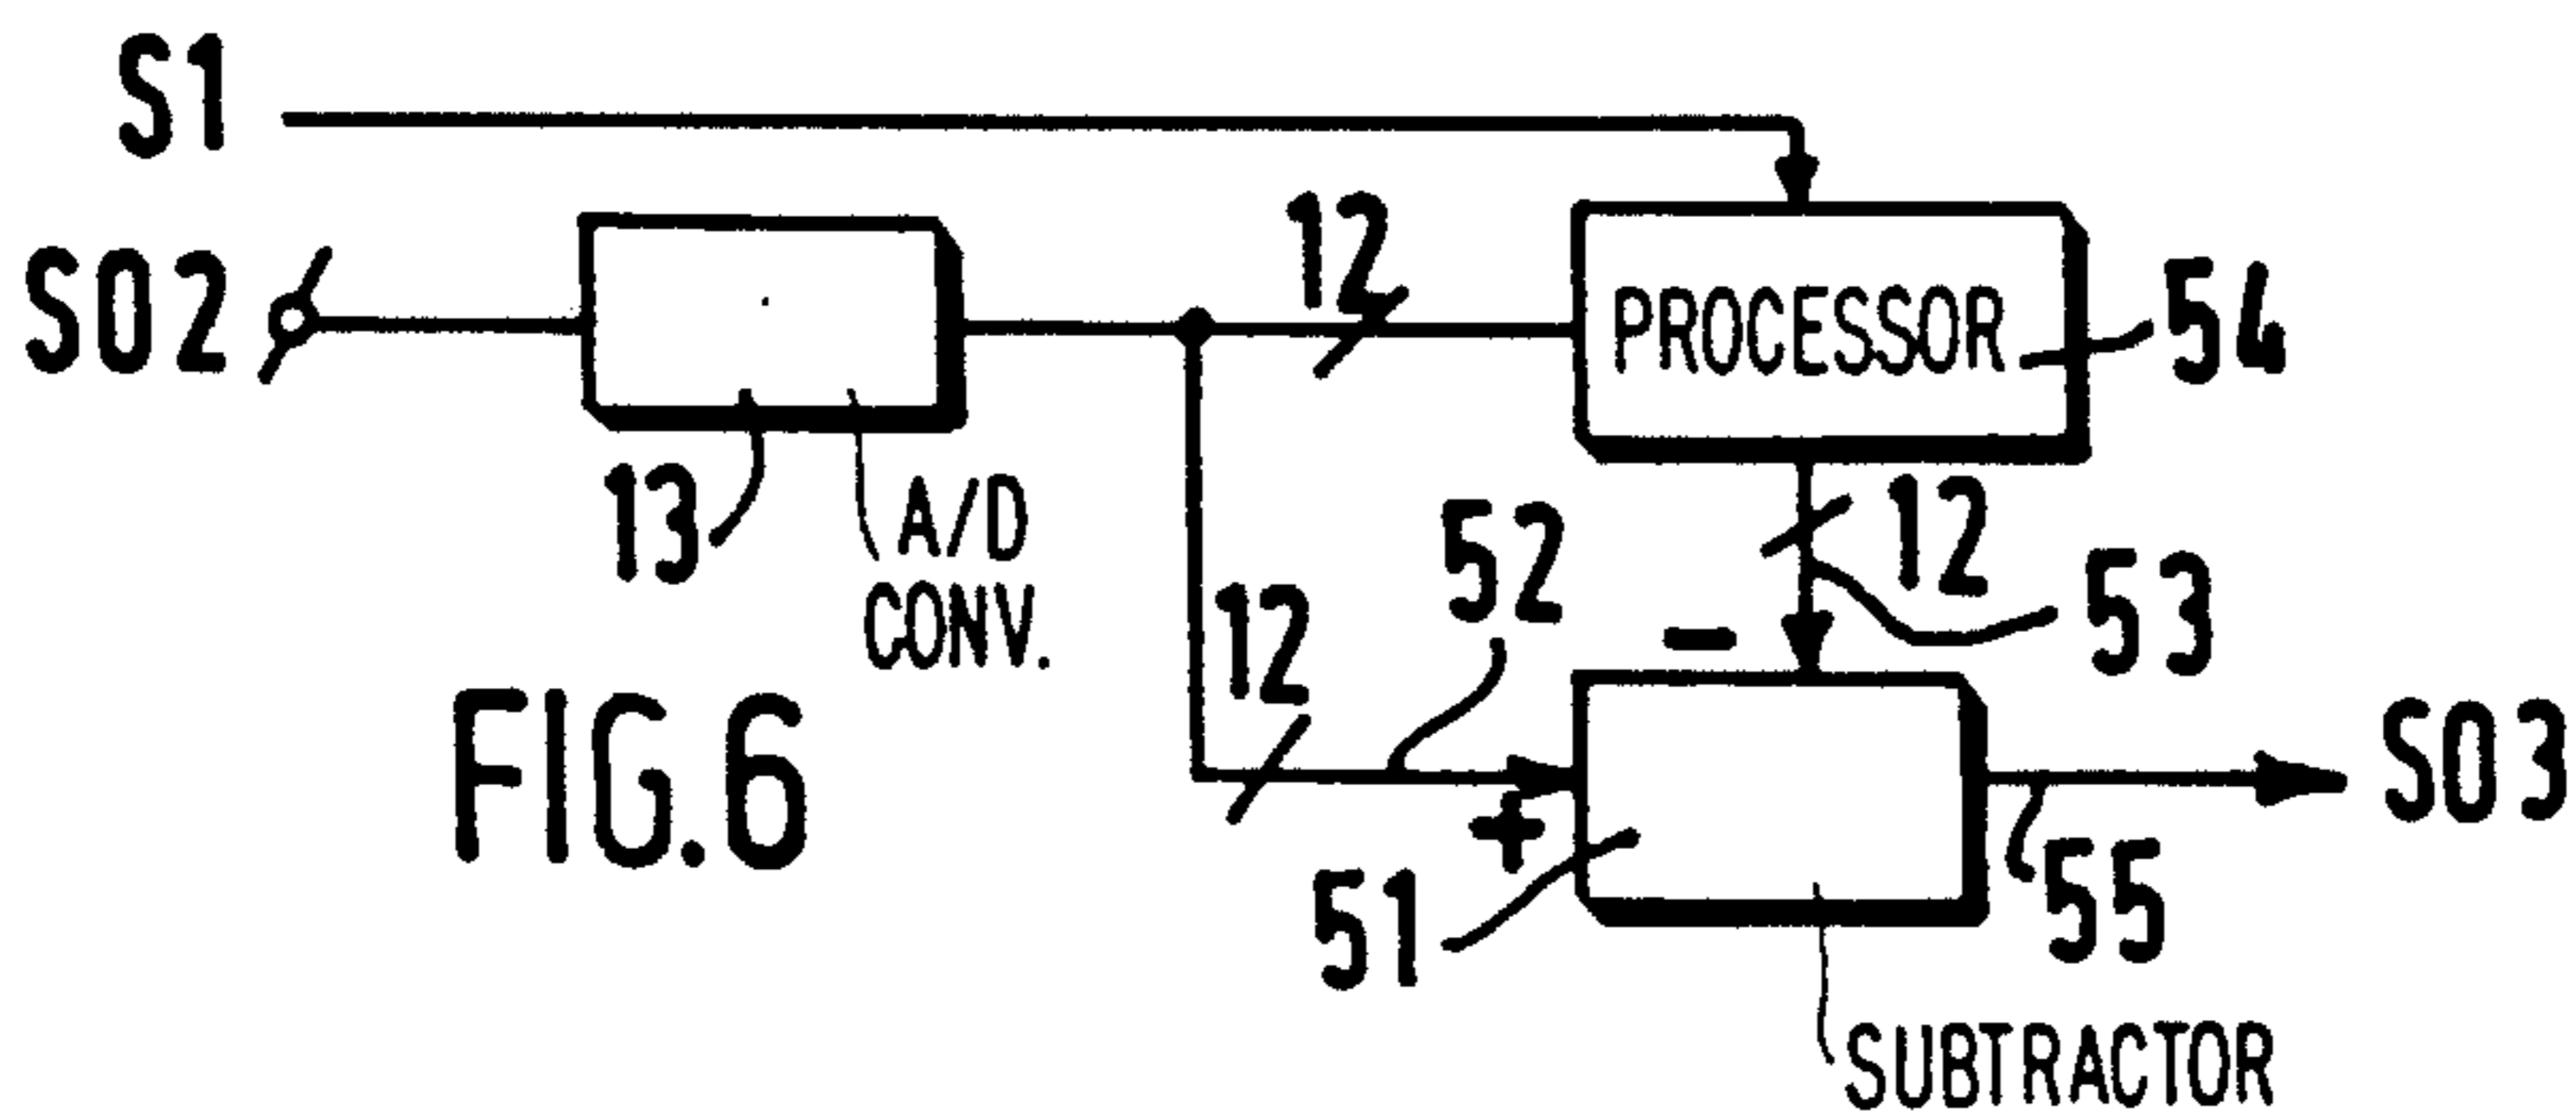 S1
S02
12
PROCESSOR
54
13
A/D
CONV.
12
52
12
53
-
+
FIG.6
51
S03
55
SUBTRACTOR